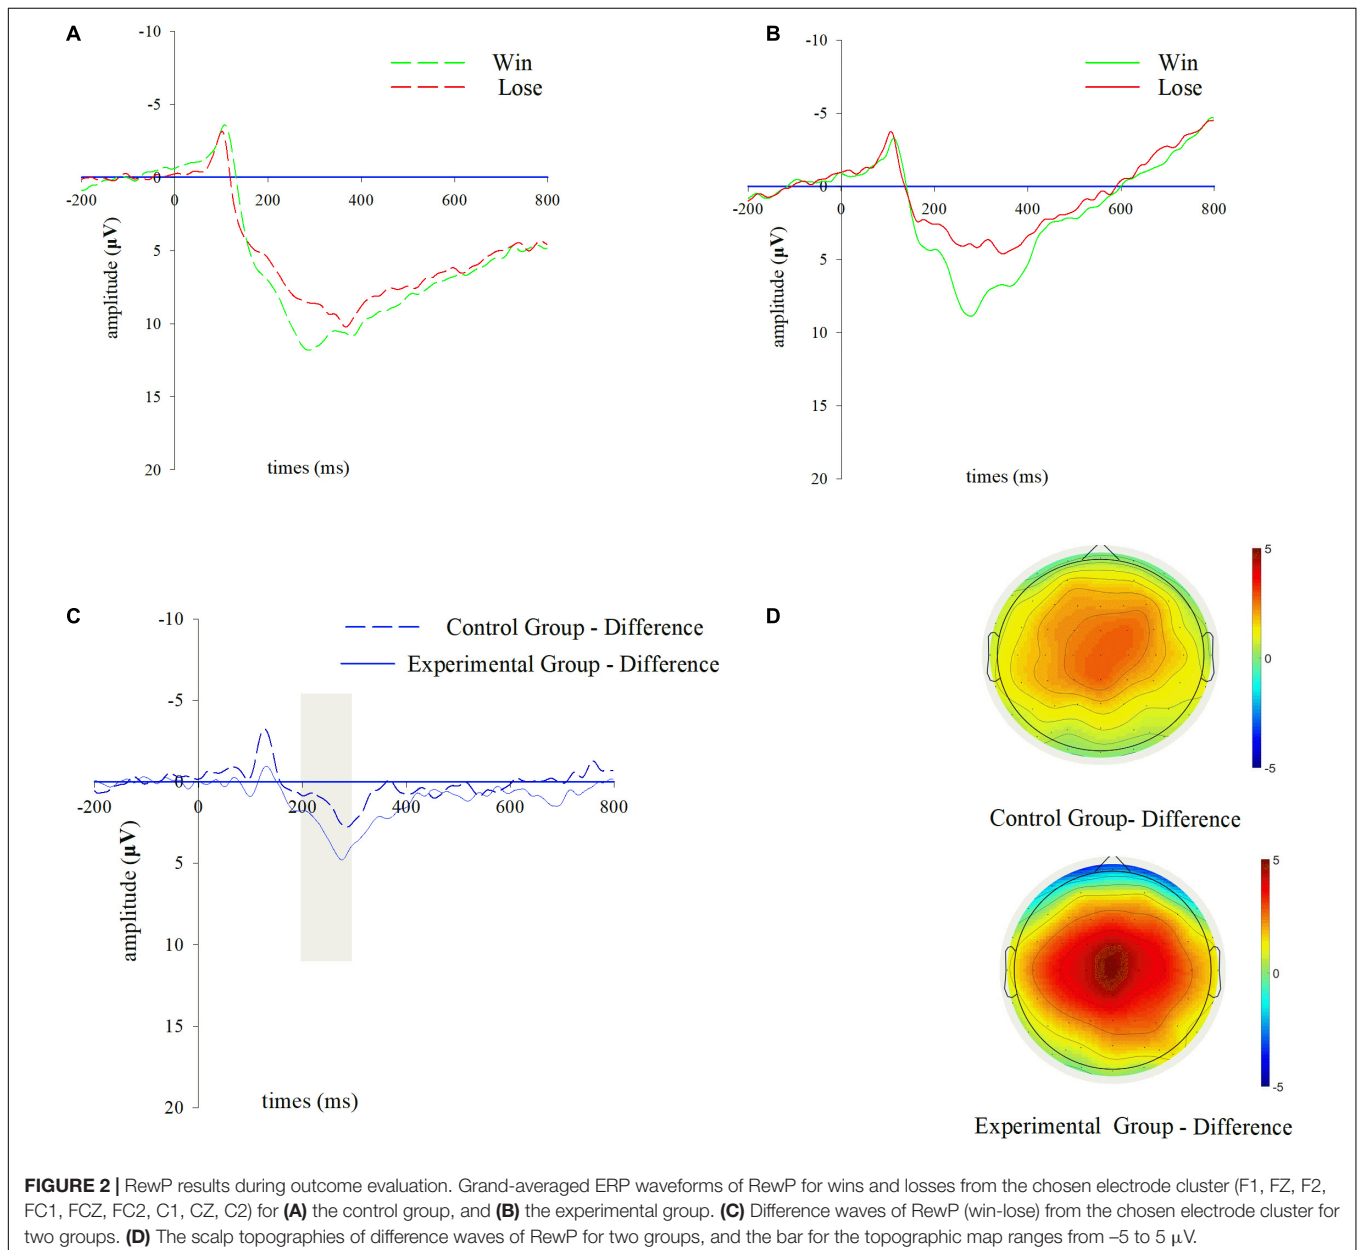 A
-10
-5
0
5
10
15
20
-200 0 200 400 600 800
Win
Lose
amplitude (µV)
times (ms)
B
-10
-5
0
5
10
15
20
-200 0 200 400 600 800
Win
Lose
amplitude (µV)
times (ms)
C
-10
-5
0
5
10
15
20
-200 0 200 400 600 800
Control Group - Difference
Experimental Group - Difference
amplitude (µV)
times (ms)
D
5
0
-5
Control Group- Difference
5
0
-5
Experimental Group - Difference
FIGURE 2 | RewP results during outcome evaluation. Grand-averaged ERP waveforms of RewP for wins and losses from the chosen electrode cluster (F1, FZ, F2,
FC1, FCZ, FC2, C1, CZ, C2) for (A) the control group, and (B) the experimental group. (C) Difference waves of RewP (win-lose) from the chosen electrode cluster for
two groups. (D) The scalp topographies of difference waves of RewP for two groups, and the bar for the topographic map ranges from –5 to 5 µV.